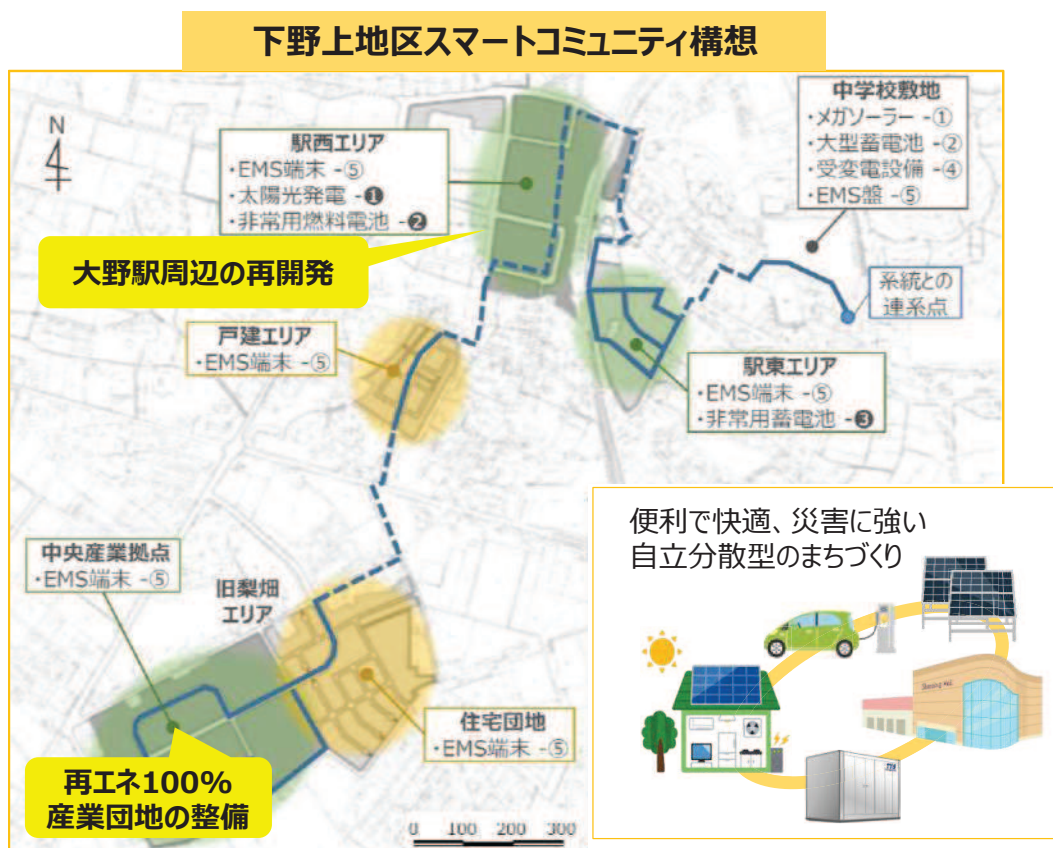 下野上地区スマートコミュニティ構想
N
駅西エリア
・EMS端末 -⑤
・太陽光発電 -❶
・非常用燃料電池 -❷
大野駅周辺の再開発
中学校敷地
・メガソーラー -①
・大型蓄電池 -②
・受変電設備 -④
・EMS盤 -⑤
系統との
連系点
戸建エリア
・EMS端末 -⑤
駅東エリア
・EMS端末 -⑤
・非常用蓄電池 -❸
中央産業拠点
・EMS端末 -⑤
旧梨畑
エリア
住宅団地
・EMS端末 -⑤
再エネ100%
産業団地の整備
0 100 200 300
便利で快適、災害に強い
自立分散型のまちづくり